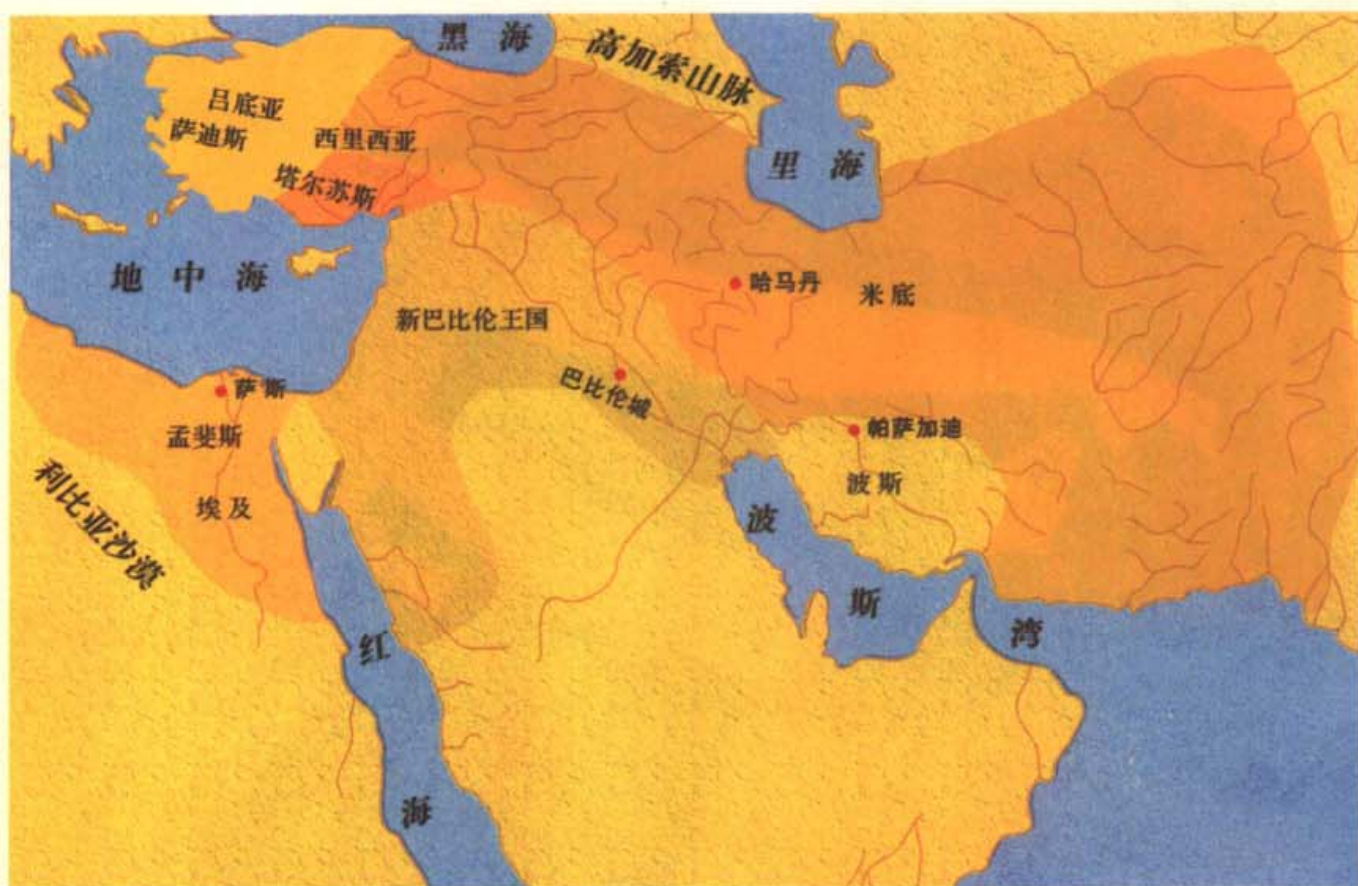 黑海
高加索山脉
吕底亚
萨迪斯
西里西亚
塔尔苏斯
里海
地中海
哈马丹
米底
新巴比伦王国
巴比伦城
萨斯
孟斐斯
帕萨加迪
波斯
埃及
利比亚沙漠
波斯湾
红海